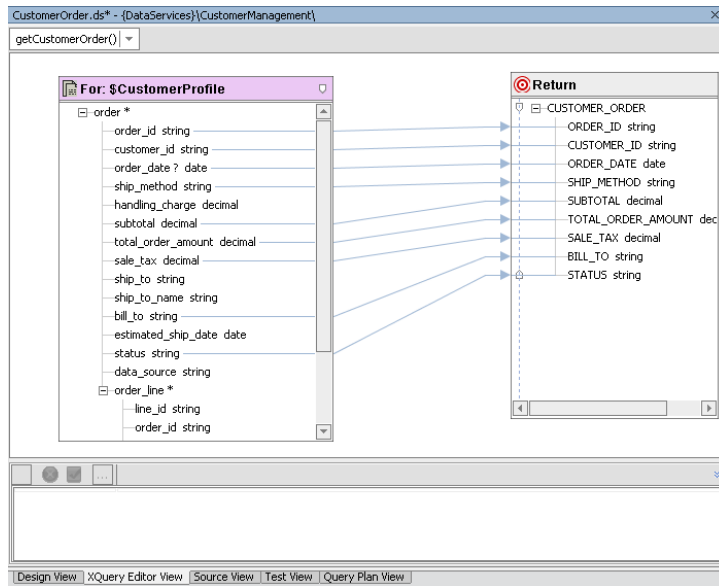 CustomerOrder.ds* - {DataServices}\CustomerManagement\
getCustomerOrder()
For: $CustomerProfile
order *
order_id string
customer_id string
order_date ? date
ship_method string
handling_charge decimal
subtotal decimal
total_order_amount decimal
sale_tax decimal
ship_to string
ship_to_name string
bill_to string
estimated_ship_date date
status string
data_source string
order_line *
line_id string
order_id string
Return
CUSTOMER_ORDER
ORDER_ID string
CUSTOMER_ID string
ORDER_DATE date
SHIP_METHOD string
SUBTOTAL decimal
TOTAL_ORDER_AMOUNT dec
SALE_TAX decimal
BILL_TO string
STATUS string
...
Design View XQuery Editor View Source View Test View Query Plan View